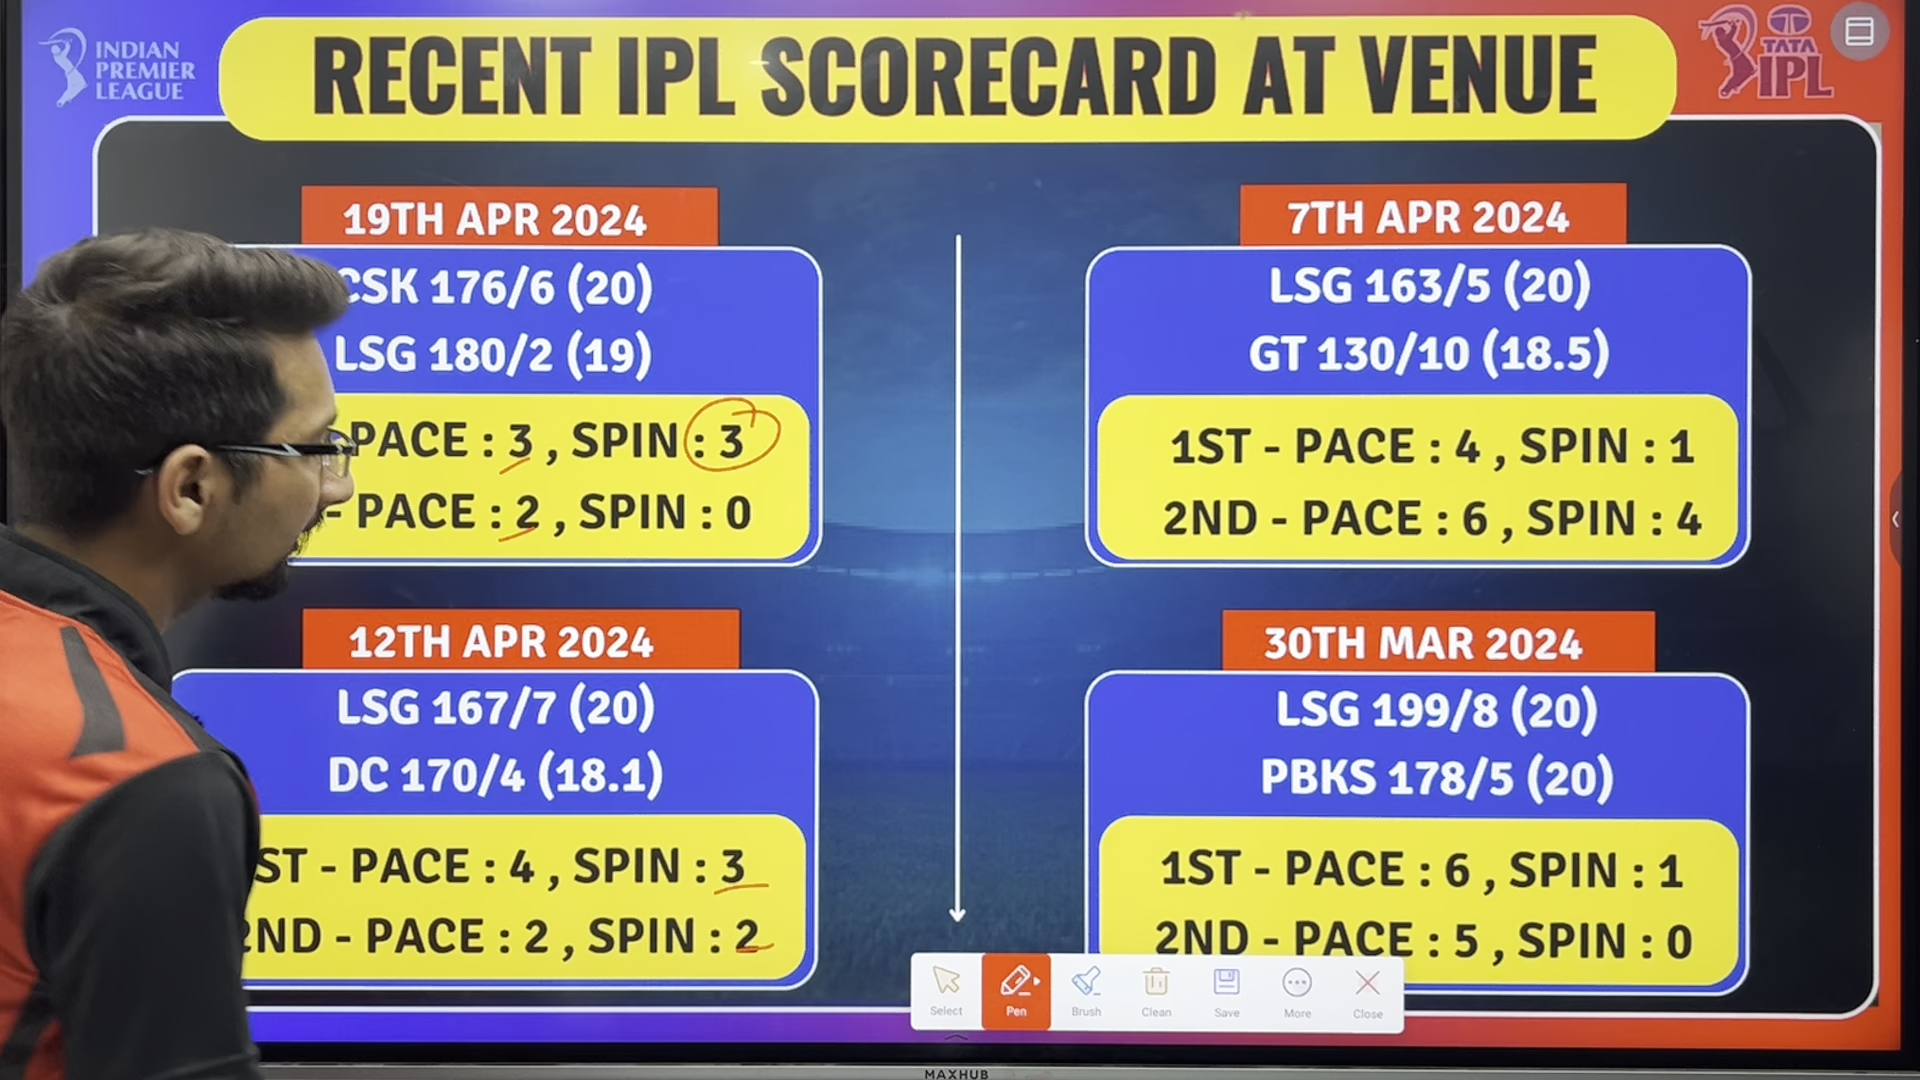 INDIAN
PREMIER
LEAGUE
RECENT IPL SCORECARD AT VENUE
TATA
IPL
19TH APR 2024
CSK 176/6 (20)
LSG 180/2 (19)
PACE : 3 , SPIN : 3
- PACE : 2 , SPIN : 0
7TH APR 2024
LSG 163/5 (20)
GT 130/10 (18.5)
1ST - PACE : 4 , SPIN : 1
2ND - PACE : 6 , SPIN : 4
12TH APR 2024
LSG 167/7 (20)
DC 170/4 (18.1)
ST - PACE : 4 , SPIN : 3
2ND - PACE : 2 , SPIN : 2
30TH MAR 2024
LSG 199/8 (20)
PBKS 178/5 (20)
1ST - PACE : 6 , SPIN : 1
2ND - PACE : 5 , SPIN : 0
Select Pen Brush Clean Save More Close
MAXHUB